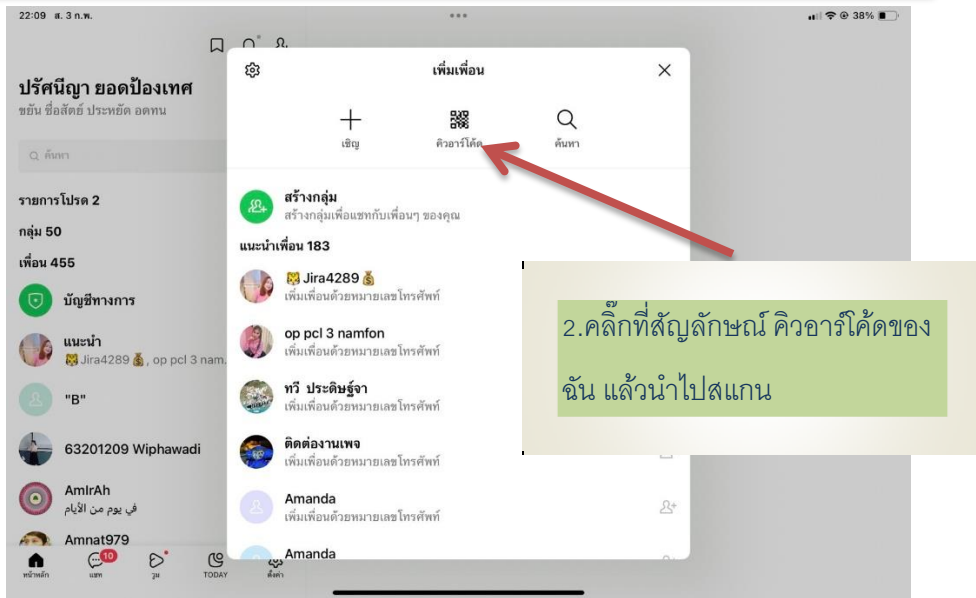 22:09 ส. 3 ก.พ.
38%
ปรัศนีญา ยอดป้องเทศ
ขยัน ซื่อสัตย์ ประหยัด อดทน
ค้นหา
รายการโปรด 2
กลุ่ม 50
เพื่อน 455
บัญชีทางการ
แนะนำ
🐯 Jira4289 💰, op pcl 3 nam.
"B"
63201209 Wiphawadi
AmIrAh
في يوم من الأيام
Amnat979
หน้าหลัก
10
แชท
วูม
TODAY
ตั้งค่า
เพิ่มเพื่อน
เชิญ
คิวอาร์โค้ด
ค้นหา
สร้างกลุ่ม
สร้างกลุ่มเพื่อแชทกับเพื่อนๆ ของคุณ
แนะนำเพื่อน 183
🐯 Jira4289 💰
เพิ่มเพื่อนด้วยหมายเลขโทรศัพท์
op pcl 3 namfon
เพิ่มเพื่อนด้วยหมายเลขโทรศัพท์
ทวี ประดิษฐ์จา
เพิ่มเพื่อนด้วยหมายเลขโทรศัพท์
ติดต่องานเพจ
เพิ่มเพื่อนด้วยหมายเลขโทรศัพท์
Amanda
เพิ่มเพื่อนด้วยหมายเลขโทรศัพท์
Amanda
2.คลิ๊กที่สัญลักษณ์ คิวอาร์โค้ดของ
ฉัน แล้วนำไปสแกน